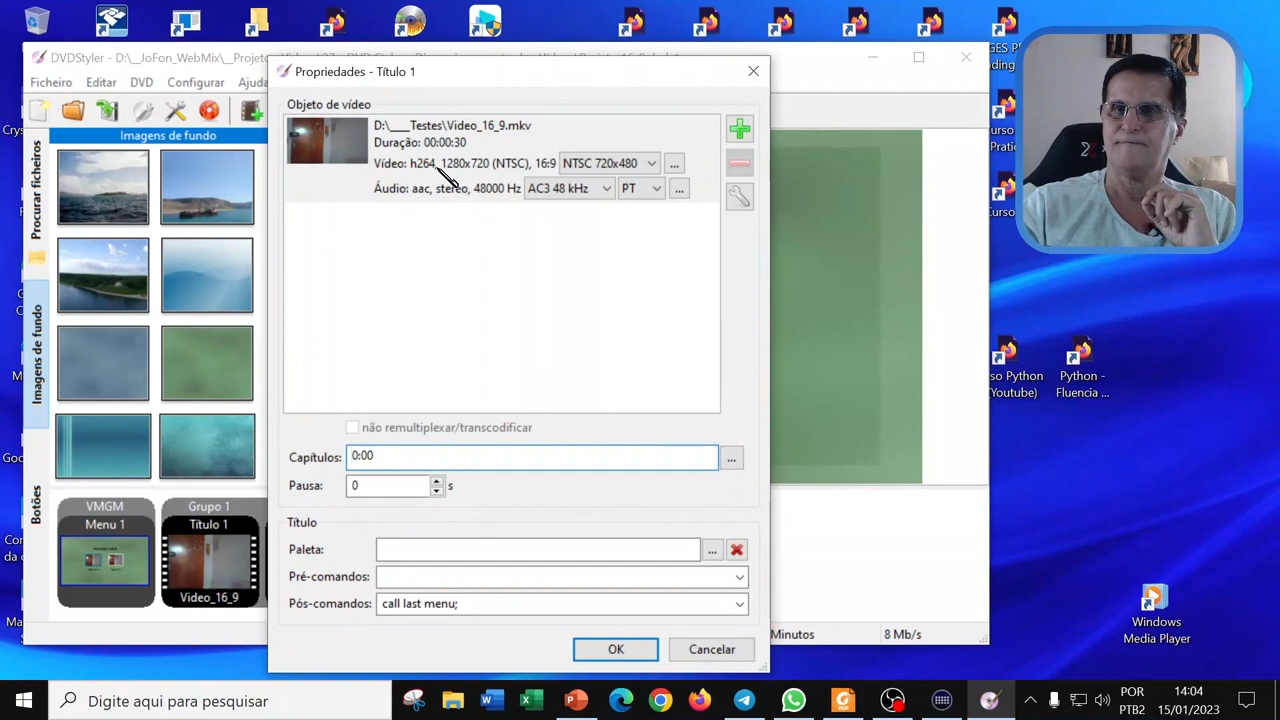 DVDStyler - D:\__JoFon_WebMix\__Projeto
Ficheiro Editar DVD Configurar Ajuda
Imagens de fundo
Procurar ficheiros
Imagens de fundo
Botões
VMGM
Menu 1
Grupo 1
Título 1
Video_16_9
Propriedades - Título 1
Objeto de vídeo
D:\____Testes\Video_16_9.mkv
Duração: 00:00:30
Vídeo: h264, 1280x720 (NTSC), 16:9 NTSC 720x480 ...
Áudio: aac, stereo, 48000 Hz AC3 48 kHz PT ...
não remultiplexar/transcodificar
Capítulos: 0:00 ...
Pausa: 0 s
Título
Paleta: ...
Pré-comandos:
Pós-comandos: call last menu;
OK Cancelar
Minutos 8 Mb/s
so Python
(Youtube)
Python -
Fluencia ...
Windows
Media Player
Digite aqui para pesquisar
POR
PTB2
14:04
15/01/2023